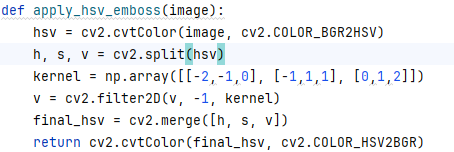 def apply_hsv_emboss(image):
    hsv = cv2.cvtColor(image, cv2.COLOR_BGR2HSV)
    h, s, v = cv2.split(hsv)
    kernel = np.array([[-2,-1,0], [-1,1,1], [0,1,2]])
    v = cv2.filter2D(v, -1, kernel)
    final_hsv = cv2.merge([h, s, v])
    return cv2.cvtColor(final_hsv, cv2.COLOR_HSV2BGR)